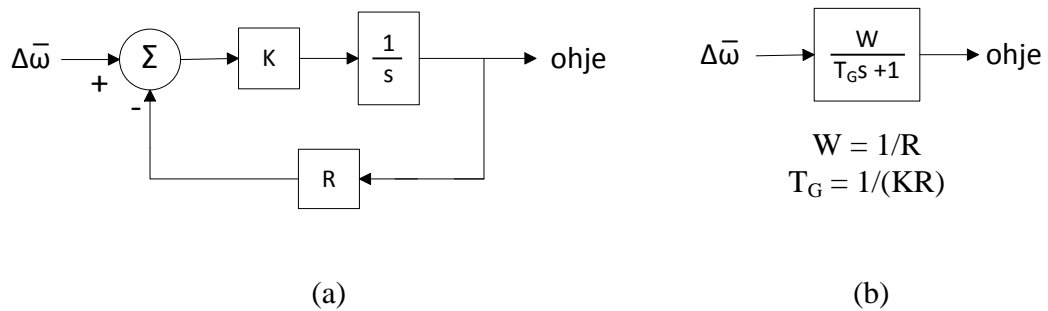 Δω̄
+
-
Σ
K
1
s
ohje
R
(a)
Δω̄
W
T_Gs +1
ohje
W = 1/R
T_G = 1/(KR)
(b)